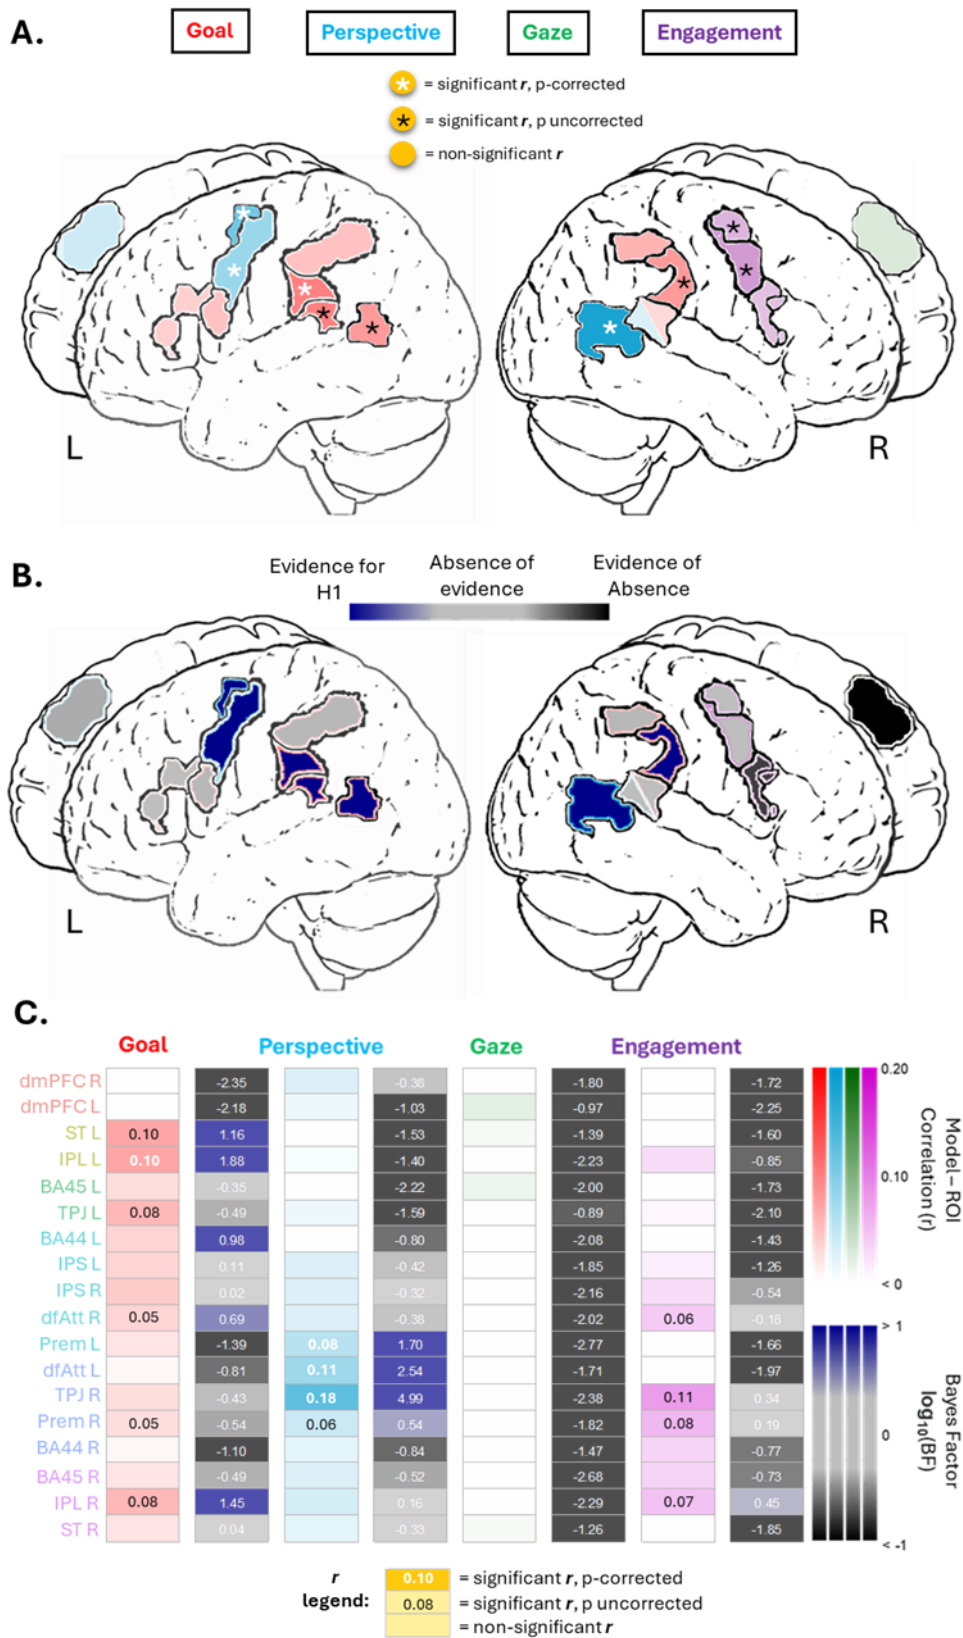 A.
Goal Perspective Gaze Engagement
* = significant r, p-corrected
* = significant r, p uncorrected
= non-significant r
* * * * * * * * *
L R
B.
Evidence for H1 Absence of evidence Evidence of Absence
L R
C.
Goal Perspective Gaze Engagement
dmPFC R -2.35 -0.38 -1.80 -1.72
dmPFC L -2.18 -1.03 -0.97 -2.25
ST L 0.10 1.16 -1.53 -1.39 -1.60
IPL L 0.10 1.88 -1.40 -2.23 -0.85
BA45 L -0.35 -2.22 -2.00 -1.73
TPJ L 0.08 -0.49 -1.59 -0.89 -2.10
BA44 L 0.98 -0.80 -2.08 -1.43
IPS L 0.11 -0.42 -1.85 -1.26
IPS R 0.02 -0.32 -2.16 -0.54
dfAtt R 0.05 0.69 -0.38 -2.02 0.06 -0.18
Prem L -1.39 0.08 1.70 -2.77 -1.66
dfAtt L -0.81 0.11 2.54 -1.71 -1.97
TPJ R -0.43 0.18 4.99 -2.38 0.11 0.34
Prem R 0.05 -0.54 0.06 0.54 -1.82 0.08 0.19
BA44 R -1.10 -0.84 -1.47 -0.77
BA45 R -0.49 -0.52 -2.68 -0.73
IPL R 0.08 1.45 0.16 -2.29 0.07 0.45
ST R 0.04 -0.33 -1.26 -1.85
0.20
0.10
< 0
Model– ROI
Correlation (r)
> 1
0
< -1
Bayes Factor
log10(BF)
r
legend:
0.10 = significant r, p-corrected
0.08 = significant r, p uncorrected
= non-significant r